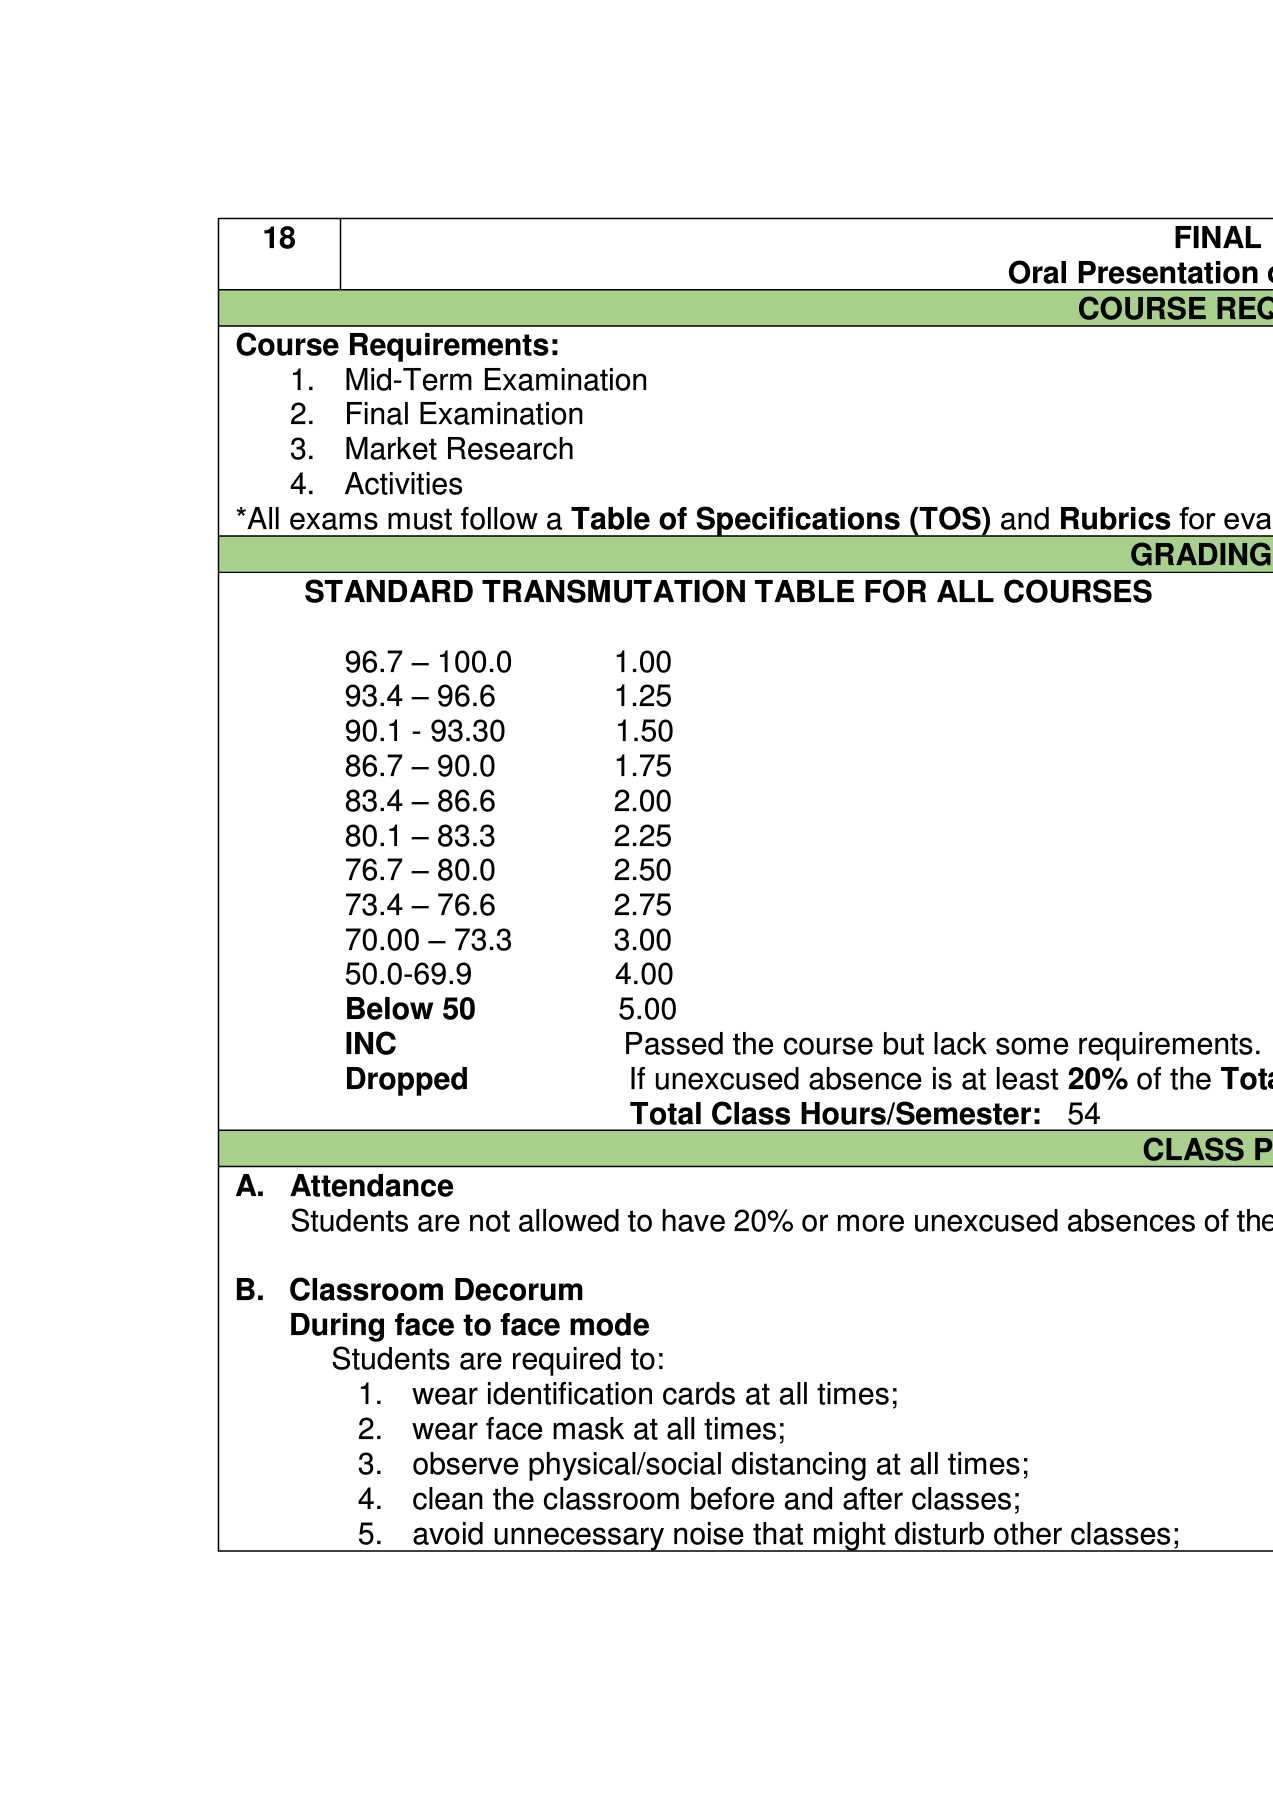 18
FINAL
Oral Presentation
COURSE REQ
Course Requirements:
1. Mid-Term Examination
2. Final Examination
3. Market Research
4. Activities
*All exams must follow a Table of Specifications (TOS) and Rubrics for eva
GRADING
STANDARD TRANSMUTATION TABLE FOR ALL COURSES
96.7 – 100.0 1.00
93.4 – 96.6 1.25
90.1 - 93.30 1.50
86.7 – 90.0 1.75
83.4 – 86.6 2.00
80.1 – 83.3 2.25
76.7 – 80.0 2.50
73.4 – 76.6 2.75
70.00 – 73.3 3.00
50.0-69.9 4.00
Below 50 5.00
INC Passed the course but lack some requirements.
Dropped If unexcused absence is at least 20% of the Tota
Total Class Hours/Semester: 54
CLASS P
A. Attendance
Students are not allowed to have 20% or more unexcused absences of the
B. Classroom Decorum
During face to face mode
Students are required to:
1. wear identification cards at all times;
2. wear face mask at all times;
3. observe physical/social distancing at all times;
4. clean the classroom before and after classes;
5. avoid unnecessary noise that might disturb other classes;